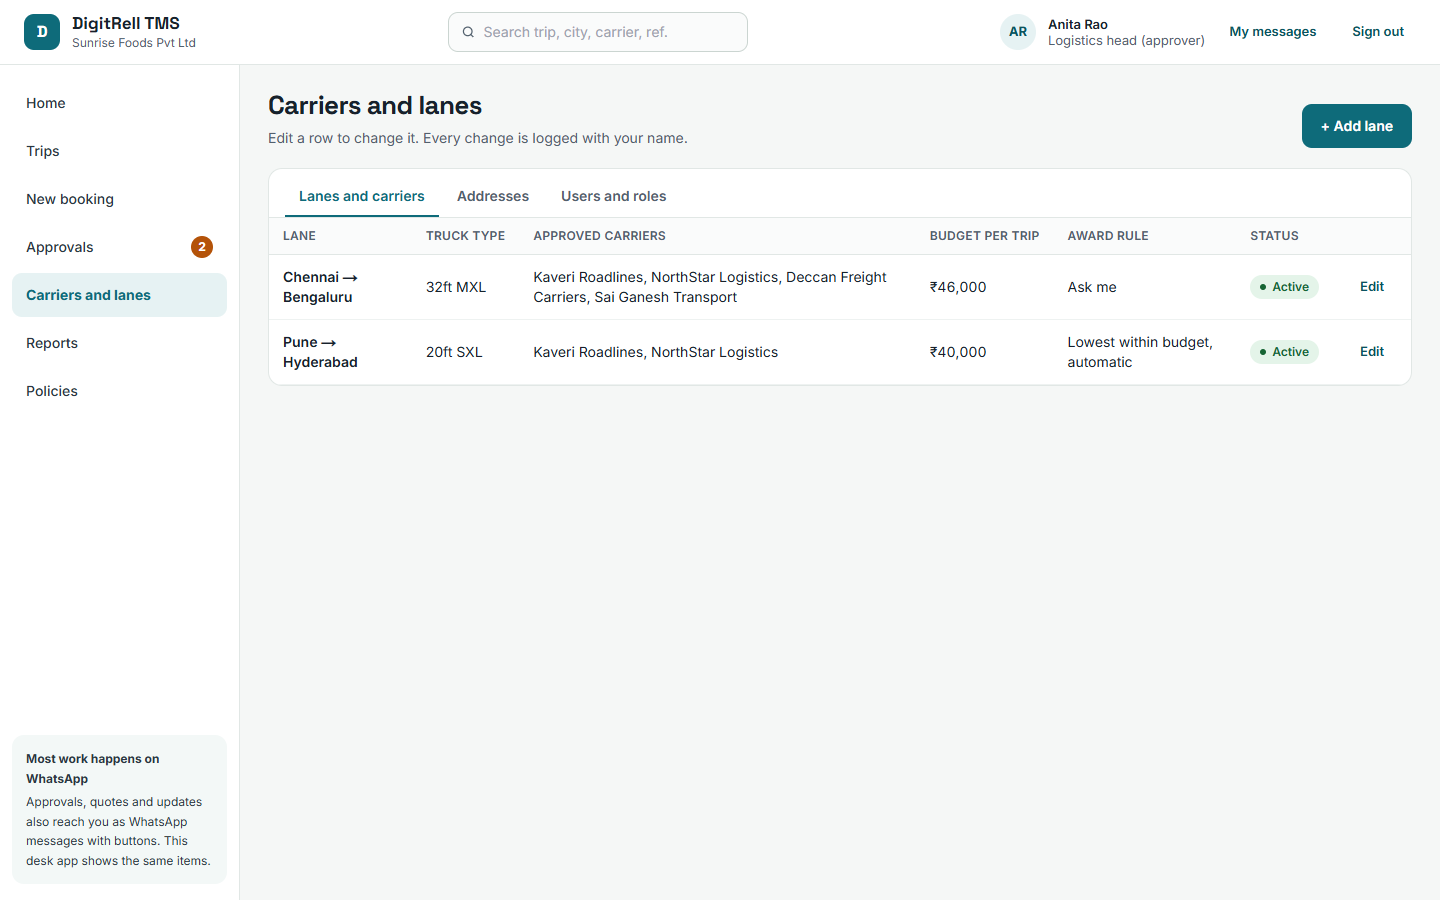 D
DigitRell TMS
Sunrise Foods Pvt Ltd
Search trip, city, carrier, ref.
AR
Anita Rao
Logistics head (approver)
My messages
Sign out
Home
Trips
New booking
Approvals
2
Carriers and lanes
Reports
Policies
Most work happens on
WhatsApp
Approvals, quotes and updates
also reach you as WhatsApp
messages with buttons. This
desk app shows the same items.
Carriers and lanes
Edit a row to change it. Every change is logged with your name.
+ Add lane
Lanes and carriers
Addresses
Users and roles
LANE TRUCK TYPE APPROVED CARRIERS BUDGET PER TRIP AWARD RULE STATUS
Chennai →
Bengaluru
32ft MXL
Kaveri Roadlines, NorthStar Logistics, Deccan Freight
Carriers, Sai Ganesh Transport
₹46,000
Ask me
Active
Edit
Pune →
Hyderabad
20ft SXL
Kaveri Roadlines, NorthStar Logistics
₹40,000
Lowest within budget,
automatic
Active
Edit